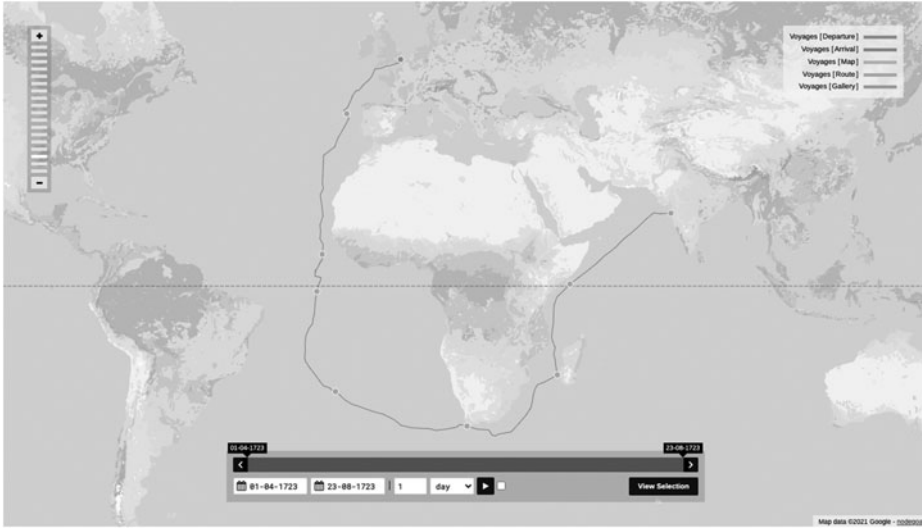 +
−
Voyages [Departure]
Voyages [Arrival]
Voyages [Map]
Voyages [Route]
Voyages [Gallery]
01-04-1723
23-08-1723
01-04-1723 23-08-1723 1 day
View Selection
Map data ©2021 Google -